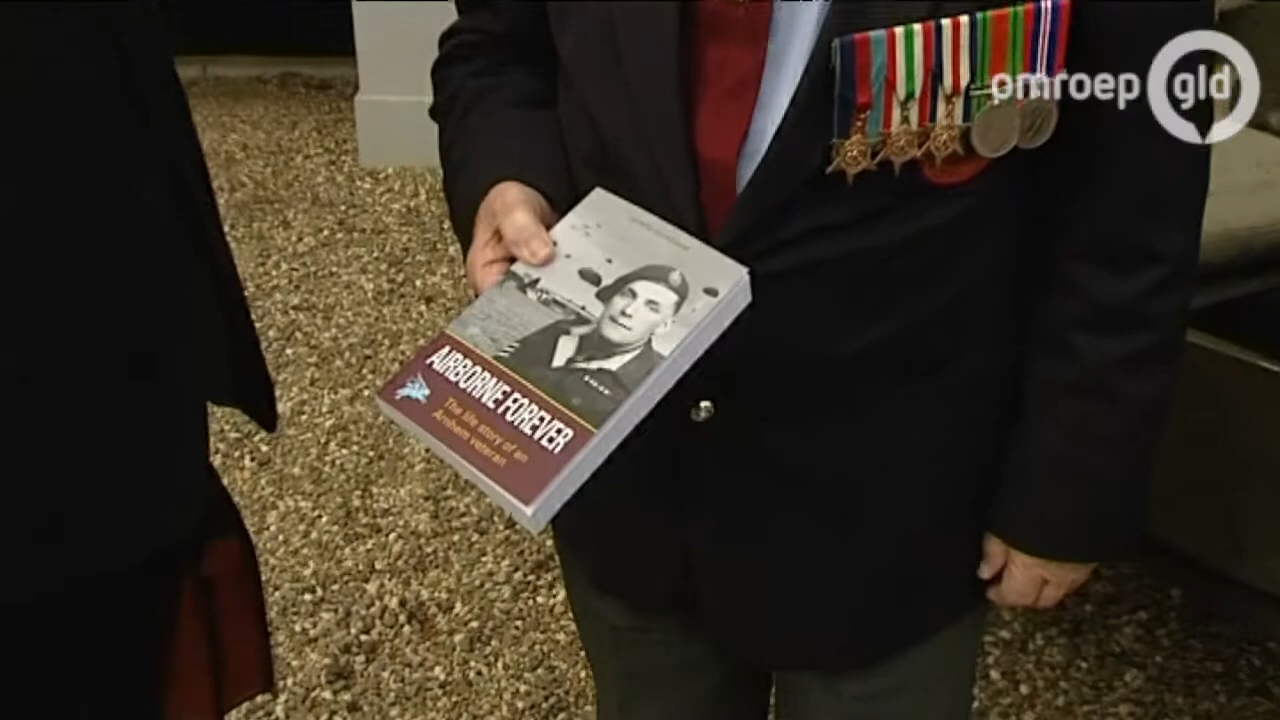 omroep gld
AIRBORNE FOREVER
The life story of an
Arnhem veteran